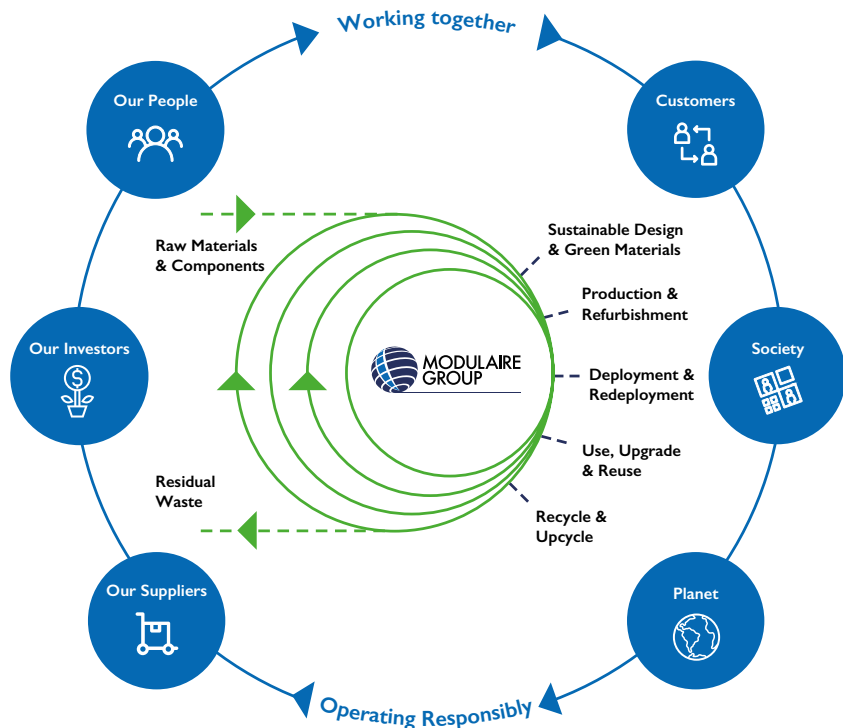 Working together
Our People
Customers
Raw Materials
& Components
Sustainable Design
& Green Materials
Production &
Refurbishment
Our Investors
$
MODULAIRE
GROUP
Society
Deployment &
Redeployment
Use, Upgrade
& Reuse
Residual
Waste
Recycle &
Upcycle
Our Suppliers
Planet
Operating Responsibly